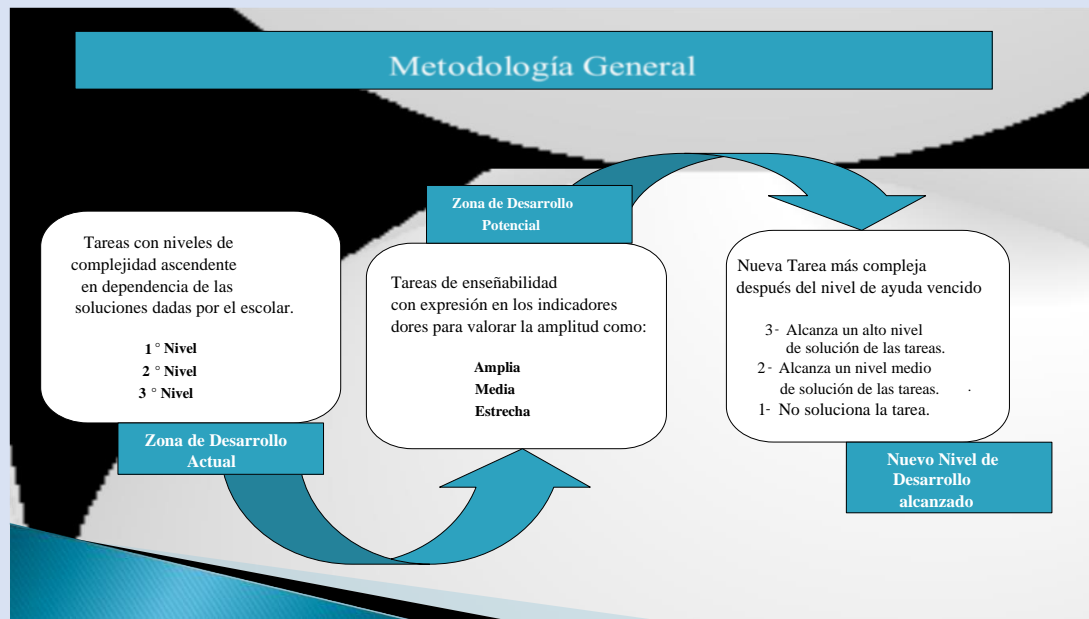 Metodología General
Tareas con niveles de
complejidad ascendente
en dependencia de las
soluciones dadas por el escolar.
1 ° Nivel
2 ° Nivel
3 ° Nivel
Zona de Desarrollo
Actual
Zona de Desarrollo
Potencial
Tareas de enseñabilidad
con expresión en los indicadores
dores para valorar la amplitud como:
Amplia
Media
Estrecha
Nueva Tarea más compleja
después del nivel de ayuda vencido
3- Alcanza un alto nivel
de solución de las tareas.
2- Alcanza un nivel medio
de solución de las tareas. .
1- No soluciona la tarea.
Nuevo Nivel de
Desarrollo
alcanzado